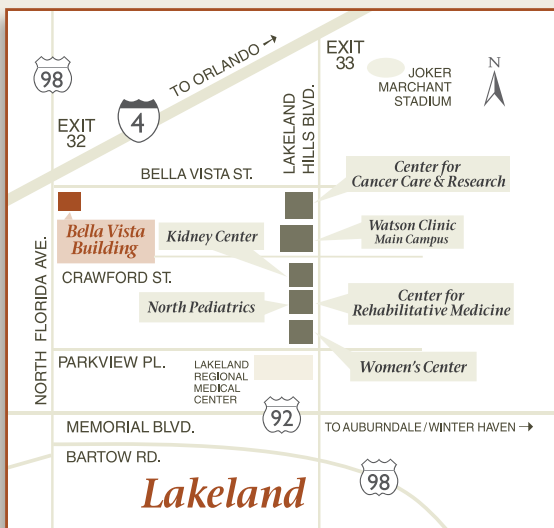 98
TO ORLANDO →
EXIT
33
JOKER
MARCHANT
STADIUM
N
4
EXIT
32
LAKELAND
HILLS BLVD.
BELLA VISTA ST.
Center for
Cancer Care & Research
Bella Vista
Building
Kidney Center
Watson Clinic
Main Campus
NORTH FLORIDA AVE.
CRAWFORD ST.
North Pediatrics
Center for
Rehabilitative Medicine
PARKVIEW PL.
LAKELAND
REGIONAL
MEDICAL
CENTER
Women's Center
92
MEMORIAL BLVD.
TO AUBURNDALE / WINTER HAVEN →
BARTOW RD.
98
Lakeland